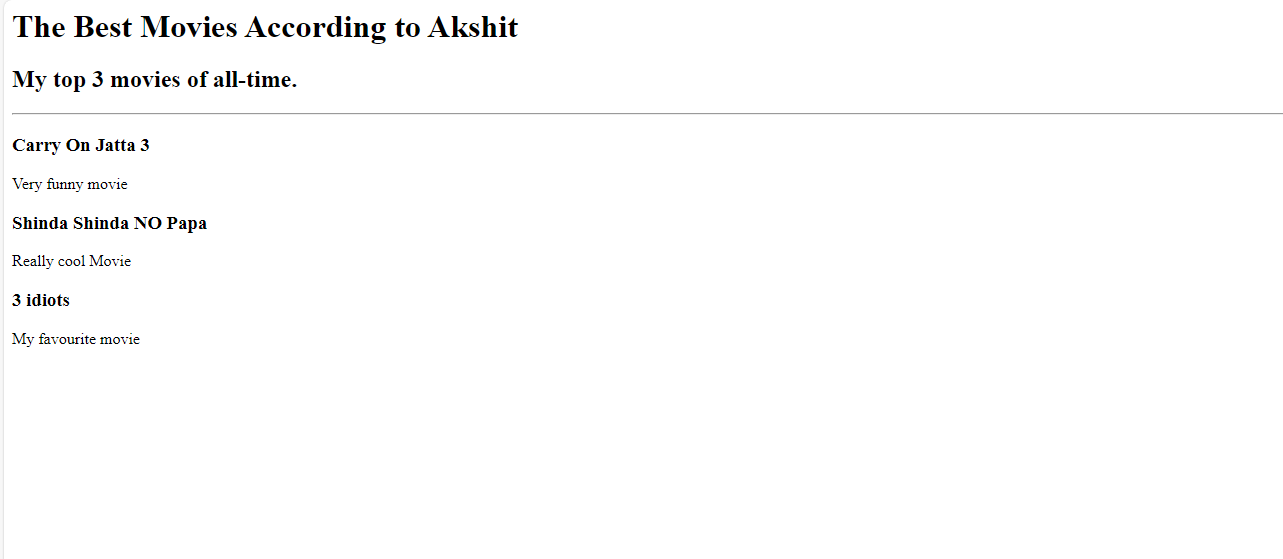 The Best Movies According to Akshit
My top 3 movies of all-time.
Carry On Jatta 3
Very funny movie
Shinda Shinda NO Papa
Really cool Movie
3 idiots
My favourite movie